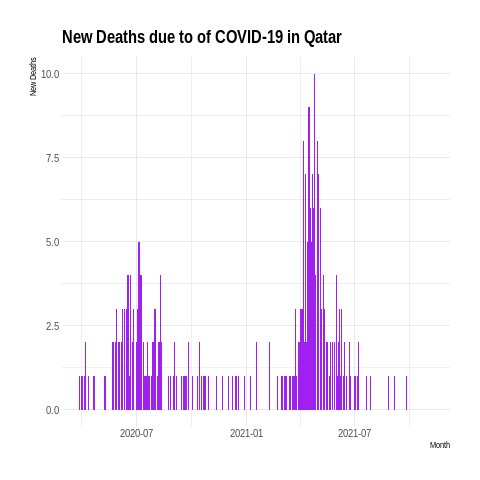 New Deaths due to of COVID-19 in Qatar
New Deaths
10.0
7.5
5.0
2.5
0.0
2020-07
2021-01
2021-07
Month